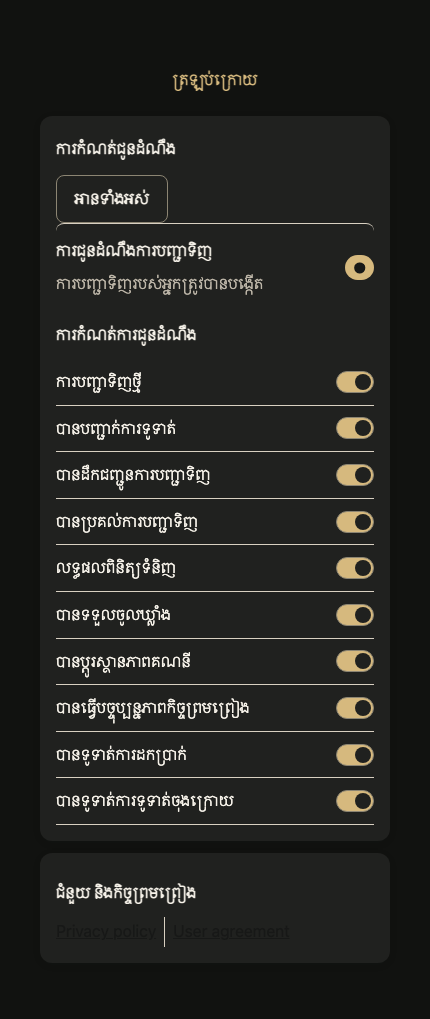 ត្រឡប់ក្រោយ
ការកំណត់ជូនដំណឹង
អានទាំងអស់
ការជូនដំណឹងការបញ្ជាទិញ
ការបញ្ជាទិញរបស់អ្នកត្រូវបានបង្កើត
ការកំណត់ការជូនដំណឹង
ការបញ្ជាទិញថ្មី
បានបញ្ជាក់ការទូទាត់
បានដឹកជញ្ជូនការបញ្ជាទិញ
បានប្រគល់ការបញ្ជាទិញ
លទ្ធផលពិនិត្យទំនិញ
បានទទួលចូលឃ្លាំង
បានប្តូរស្ថានភាពគណនី
បានធ្វើបច្ចុប្បន្នភាពកិច្ចព្រមព្រៀង
បានទូទាត់ការដកប្រាក់
បានទូទាត់ការទូទាត់ចុងក្រោយ
ជំនួយ និងកិច្ចព្រមព្រៀង
Privacy policy User agreement